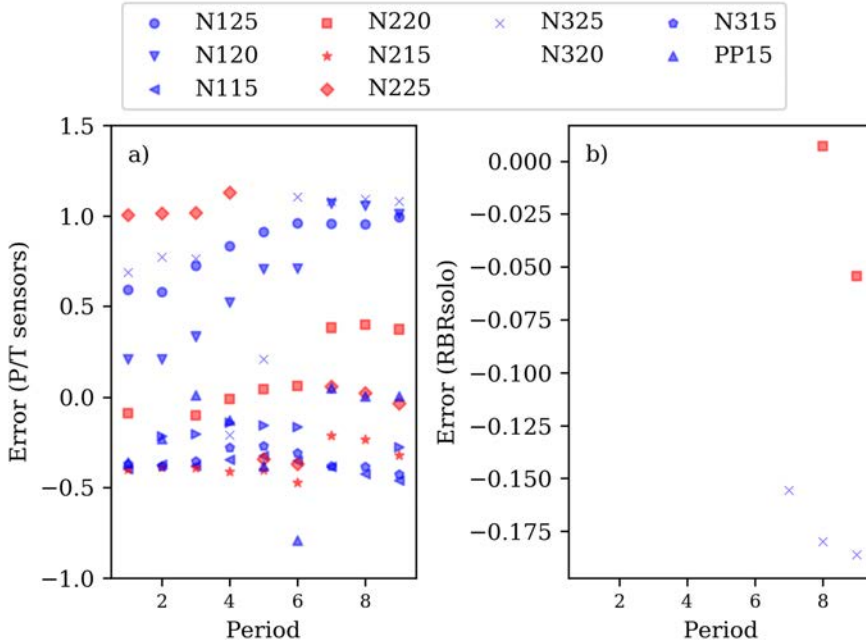 N125 N220 N325 N315
N120 N215 N320 PP15
N115 N225
a)
1.5
1.0
0.5
0.0
−0.5
−1.0
Error (P/T sensors)
2 4 6 8
Period
b)
0.000
−0.025
−0.050
−0.075
−0.100
−0.125
−0.150
−0.175
Error (RBRsolo)
2 4 6 8
Period